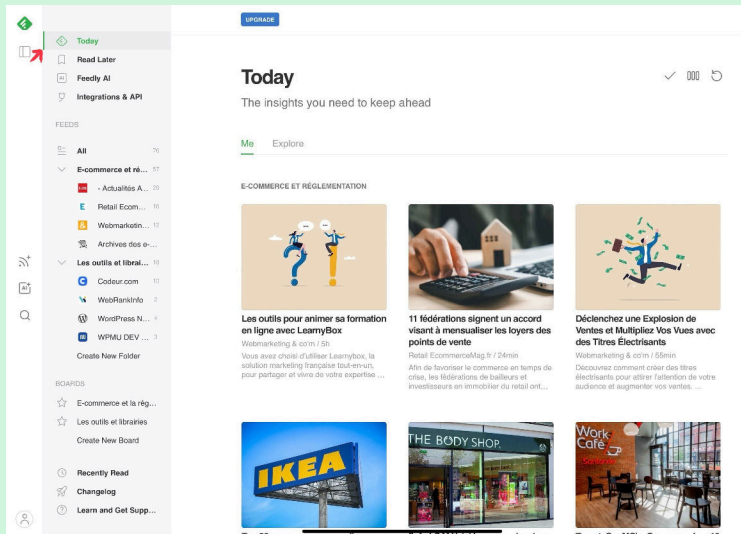 UPGRADE
Today
Read Later
AI Feedly AI
Integrations & API
FEEDS
All 76
E-commerce et ré... 57
- Actualités A... 29
E Retail Ecom... 16
Webmarketin... 12
Archives des e-...
Les outils et librai... 19
Codeur.com 10
WebRankInfo 2
WordPress N... 4
WPMU DEV ... 3
Create New Folder
BOARDS
E-commerce et la rég...
Les outils et librairies
Create New Board
Recently Read
Changelog
Learn and Get Supp...
Today
The insights you need to keep ahead
Me Explore
E-COMMERCE ET RÉGLEMENTATION
Les outils pour animer sa formation
en ligne avec LearnyBox
Webmarketing & co'm / 5h
Vous avez choisi d'utiliser Learnybox, la
solution marketing française tout-en-un,
pour partager et vivre de votre expertise ...
11 fédérations signent un accord
visant à mensualiser les loyers des
points de vente
Retail EcommerceMag.fr / 24min
Afin de favoriser le commerce en temps de
crise, les fédérations de bailleurs et
investisseurs en immobilier du retail ont...
Déclenchez une Explosion de
Ventes et Multipliez Vos Vues avec
des Titres Électrisants
Webmarketing & co'm / 55min
Découvrez comment créer des titres
électrisants pour attirer l'attention de votre
audience et augmenter vos ventes. ...
IKEA
THE BODY SHOP.
Work
Café